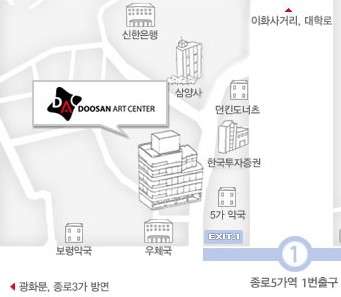 신한은행
이화사거리, 대학로
삼양사
DAC DOOSAN ART CENTER
던킨도너츠
한국투자증권
5가 약국
보령약국
우체국
EXIT.1
1
광화문, 종로3가 방면
종로5가역 1번출구